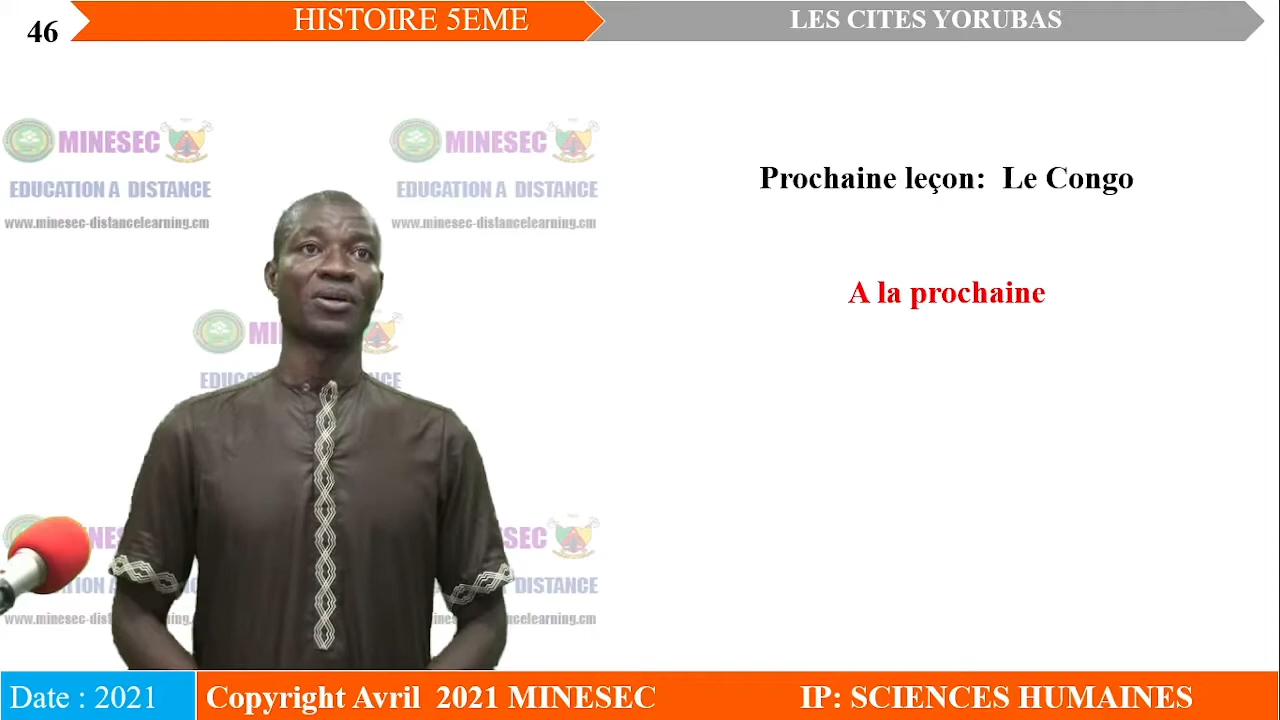 46
HISTOIRE 5EME
LES CITES YORUBAS
MINESEC
EDUCATION A DISTANCE
www.minesec-distancelearning.cm
MINESEC
EDUCATION A DISTANCE
www.minesec-distancelearning.cm
Prochaine leçon: Le Congo
A la prochaine
Date : 2021
Copyright Avril 2021 MINESEC
IP: SCIENCES HUMAINES